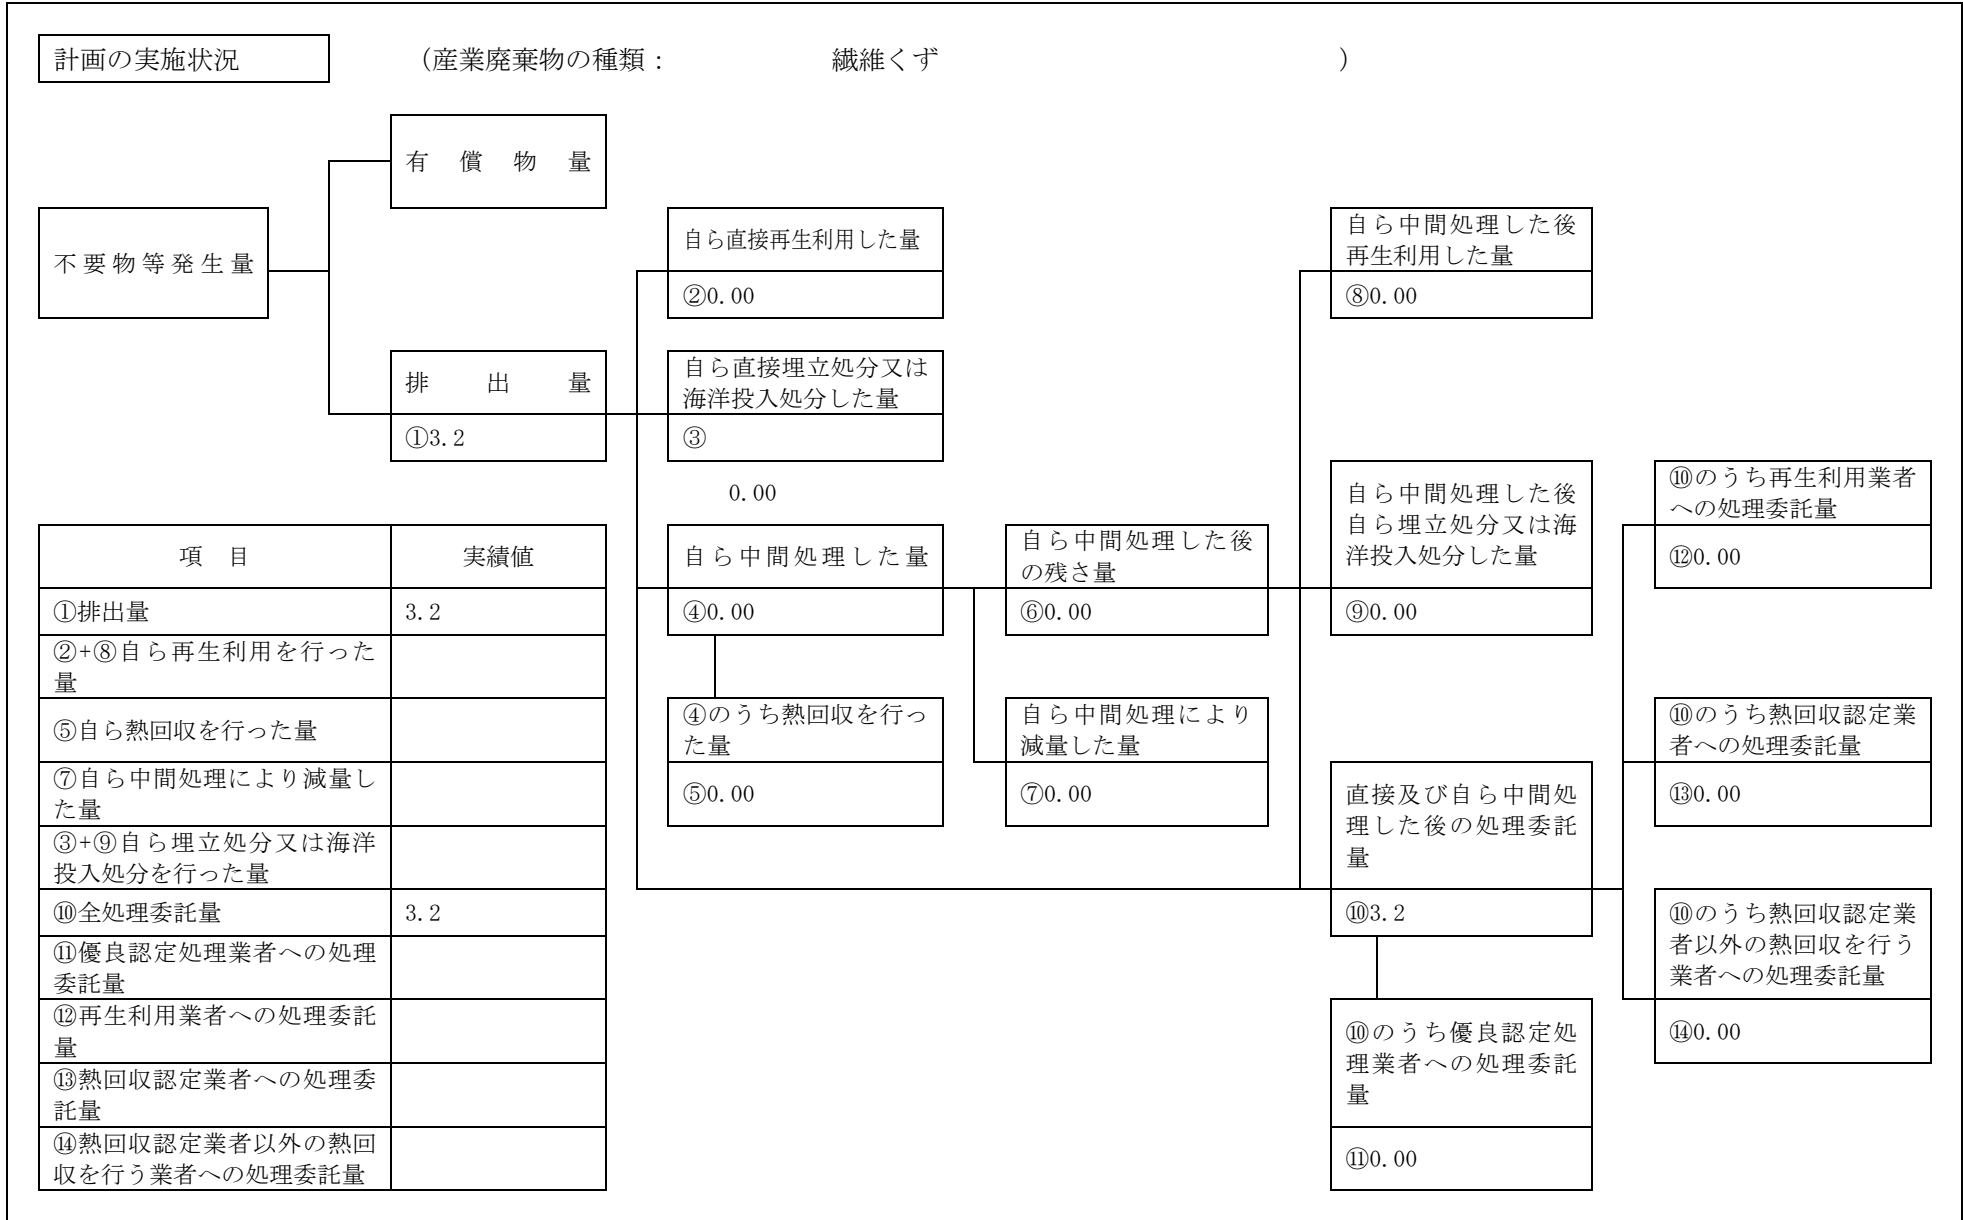 計画の実施状況 （産業廃棄物の種類： 繊維くず ）
有償物量
不要物等発生量
自ら直接再生利用した量
②0.00
自ら中間処理した後
再生利用した量
⑧0.00
排出量
①3.2
自ら直接埋立処分又は
海洋投入処分した量
③
0.00
自ら中間処理した量
④0.00
自ら中間処理した後
の残さ量
⑥0.00
自ら中間処理した後
自ら埋立処分又は海
洋投入処分した量
⑨0.00
⑩のうち再生利用業者
への処理委託量
⑫0.00
④のうち熱回収を行っ
た量
⑤0.00
自ら中間処理により
減量した量
⑦0.00
直接及び自ら中間処
理した後の処理委託
量
⑩3.2
⑩のうち熱回収認定業
者への処理委託量
⑬0.00
⑩のうち優良認定処
理業者への処理委託
量
⑪0.00
⑩のうち熱回収認定業
者以外の熱回収を行う
業者への処理委託量
⑭0.00
項 目 実績値
①排出量 3.2
②+⑧自ら再生利用を行った
量
⑤自ら熱回収を行った量
⑦自ら中間処理により減量し
た量
③+⑨自ら埋立処分又は海洋
投入処分を行った量
⑩全処理委託量 3.2
⑪優良認定処理業者への処理
委託量
⑫再生利用業者への処理委託
量
⑬熱回収認定業者への処理委
託量
⑭熱回収認定業者以外の熱回
収を行う業者への処理委託量